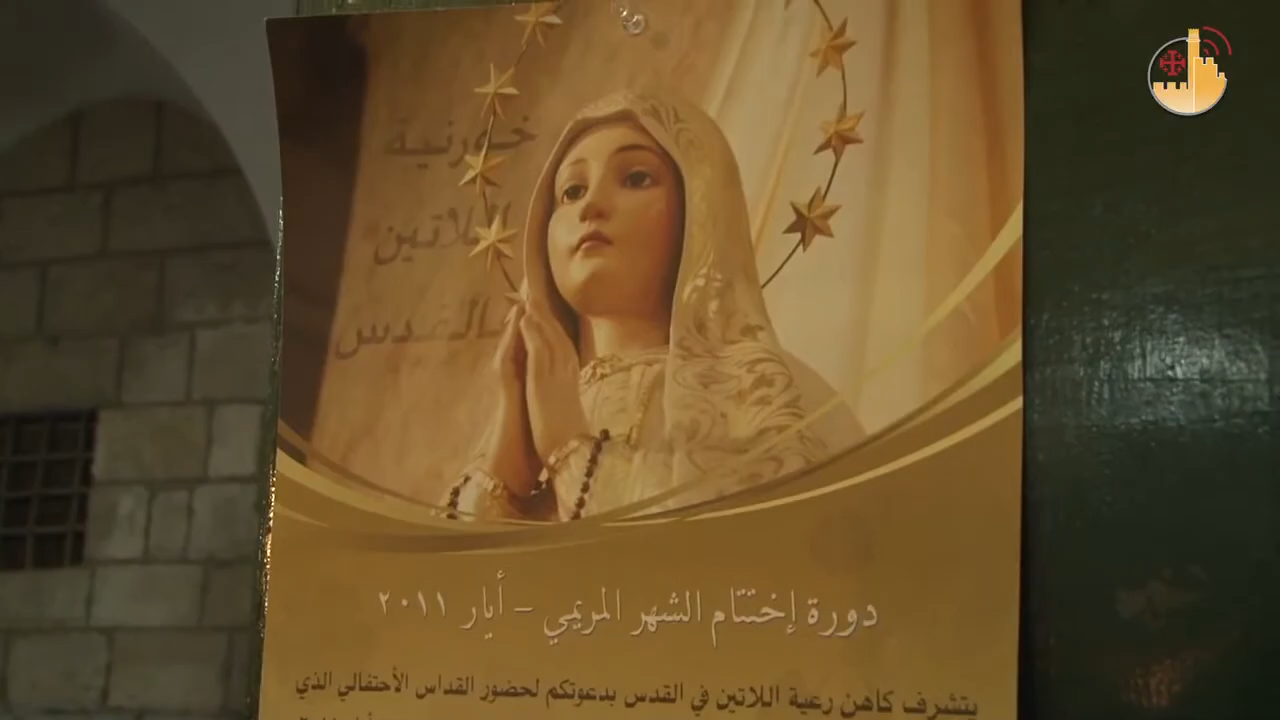 خورنية
اللاتين
بالقدس
دورة إختتام الشهر المريمي - أيار ٢٠١١
يتشرف كاهن رعية اللاتين في القدس بدعوتكم لحضور القداس الأحتفالي الذي